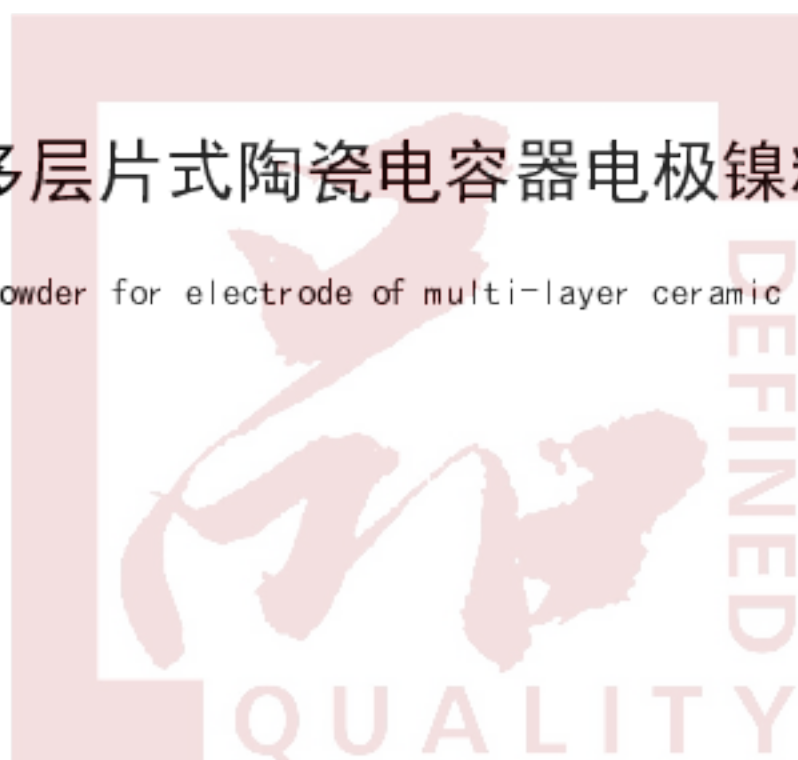 多层片式陶瓷电容器电极镍
owder for electrode of multi-layer ceramic
DEFINED
QUALITY